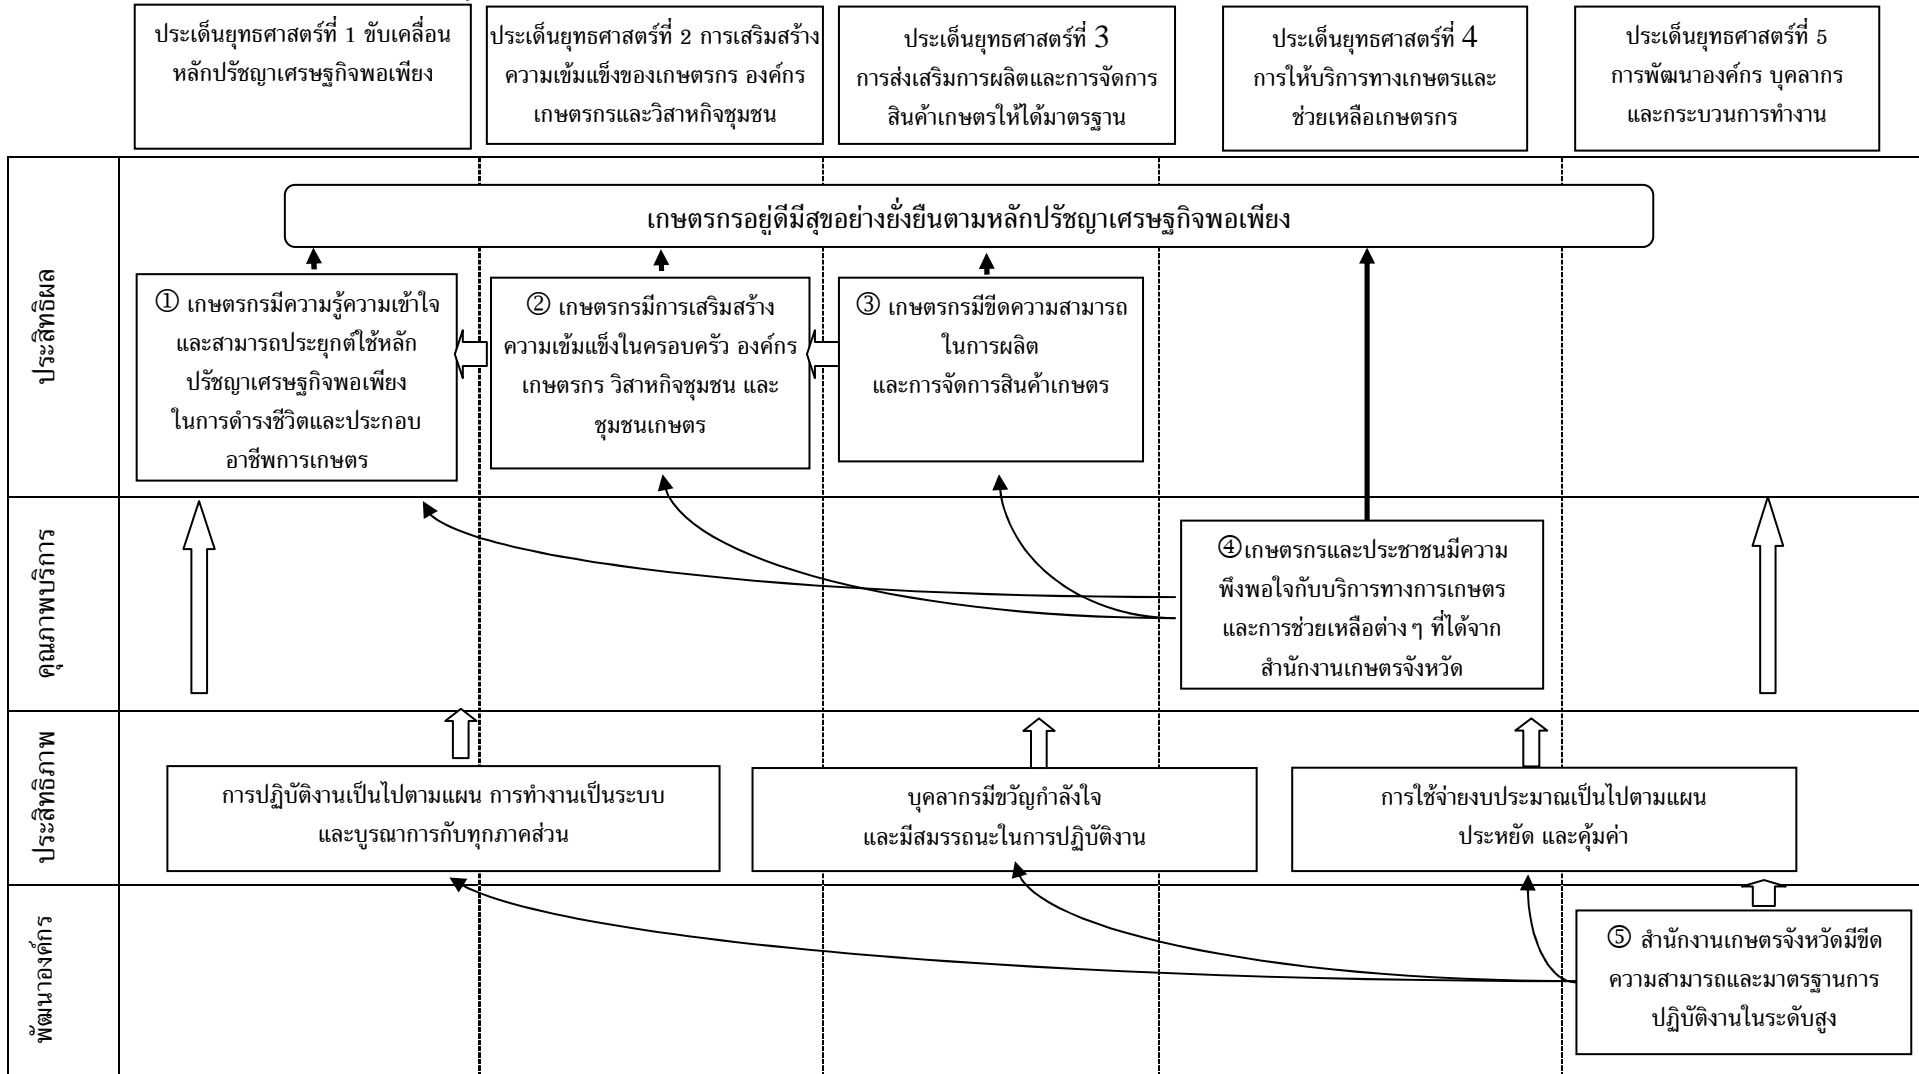 ประเด็นยุทธศาสตร์ที่ 1 ขับเคลื่อน
หลักปรัชญาเศรษฐกิจพอเพียง
ประเด็นยุทธศาสตร์ที่ 2 การเสริมสร้าง
ความเข้มแข็งของเกษตรกร องค์กร
เกษตรกรและวิสาหกิจชุมชน
ประเด็นยุทธศาสตร์ที่ 3
การส่งเสริมการผลิตและการจัดการ
สินค้าเกษตรให้ได้มาตรฐาน
ประเด็นยุทธศาสตร์ที่ 4
การให้บริการทางเกษตรและ
ช่วยเหลือเกษตรกร
ประเด็นยุทธศาสตร์ที่ 5
การพัฒนาองค์กร บุคลากร
และกระบวนการทำงาน
ประสิทธิผล
เกษตรกรอยู่ดีมีสุขอย่างยั่งยืนตามหลักปรัชญาเศรษฐกิจพอเพียง
① เกษตรกรมีความรู้ความเข้าใจ
และสามารถประยุกต์ใช้หลัก
ปรัชญาเศรษฐกิจพอเพียง
ในการดำรงชีวิตและประกอบ
อาชีพการเกษตร
② เกษตรกรมีการเสริมสร้าง
ความเข้มแข็งในครอบครัว องค์กร
เกษตรกร วิสาหกิจชุมชน และ
ชุมชนเกษตร
③ เกษตรกรมีขีดความสามารถ
ในการผลิต
และการจัดการสินค้าเกษตร
คุณภาพบริการ
④เกษตรกรและประชาชนมีความ
พึงพอใจกับบริการทางการเกษตร
และการช่วยเหลือต่าง ๆ ที่ได้จาก
สำนักงานเกษตรจังหวัด
ประสิทธิภาพ
การปฏิบัติงานเป็นไปตามแผน การทำงานเป็นระบบ
และบูรณาการกับทุกภาคส่วน
บุคลากรมีขวัญกำลังใจ
และมีสมรรถนะในการปฏิบัติงาน
การใช้จ่ายงบประมาณเป็นไปตามแผน
ประหยัด และคุ้มค่า
พัฒนาองค์กร
⑤ สำนักงานเกษตรจังหวัดมีขีด
ความสามารถและมาตรฐานการ
ปฏิบัติงานในระดับสูง